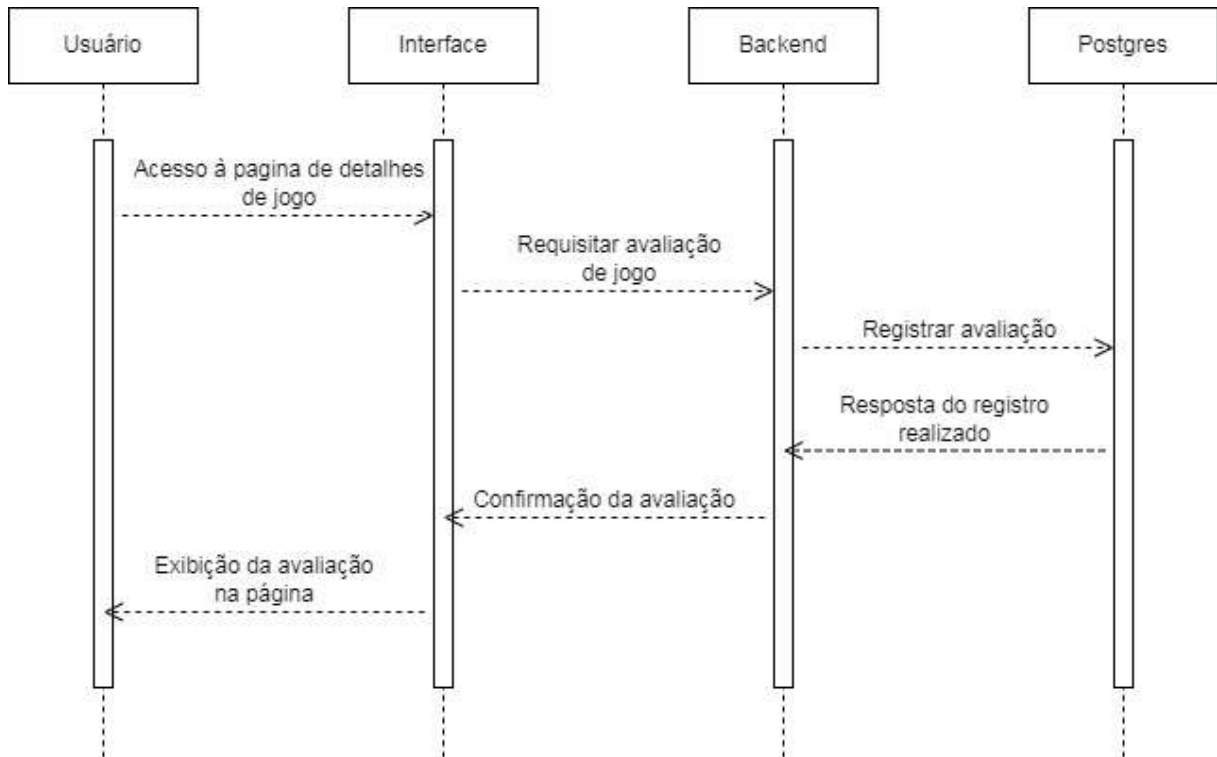 Usuário
Interface
Backend
Postgres
Acesso à pagina de detalhes
de jogo
Requisitar avaliação
de jogo
Registrar avaliação
Resposta do registro
realizado
Confirmação da avaliação
Exibição da avaliação
na página